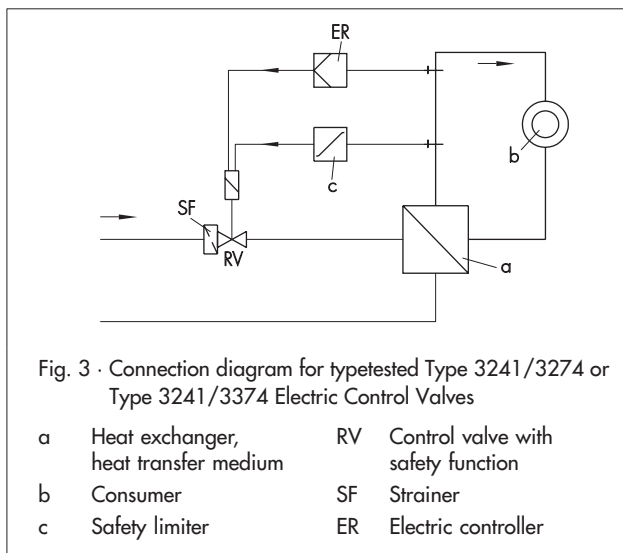 ER
c
SF
RV
b
a
Fig. 3 · Connection diagram for typetested Type 3241/3274 or
Type 3241/3374 Electric Control Valves
a Heat exchanger,
heat transfer medium
b Consumer
c Safety limiter
RV Control valve with
safety function
SF Strainer
ER Electric controller